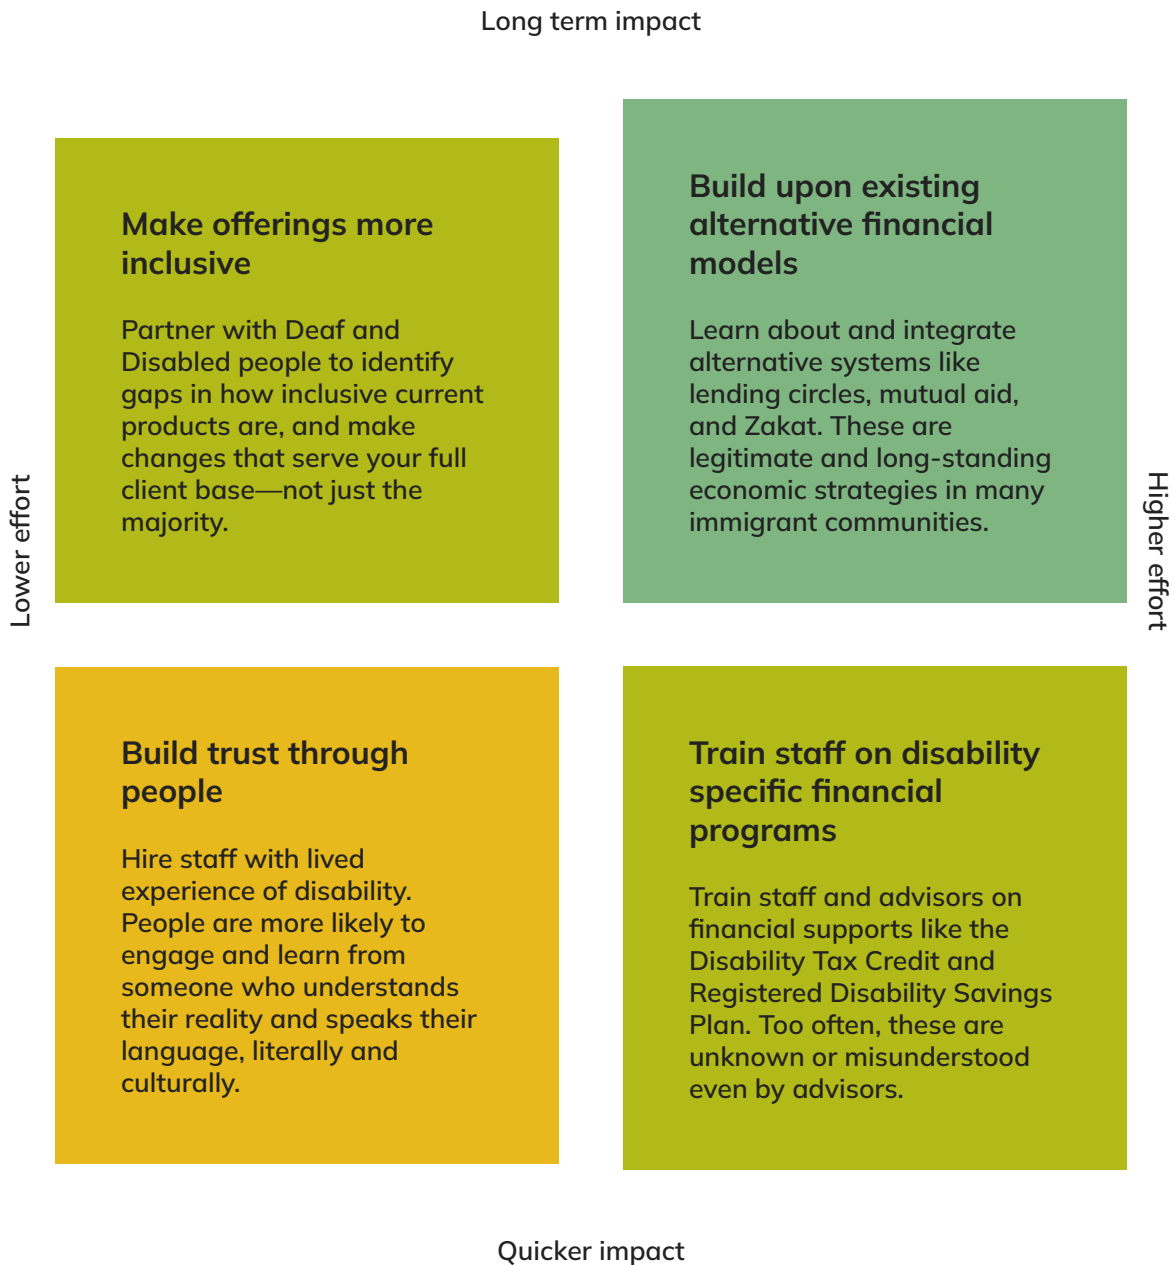 Long term impact
Make offerings more
inclusive
Partner with Deaf and
Disabled people to identify
gaps in how inclusive current
products are, and make
changes that serve your full
client base—not just the
majority.
Build upon existing
alternative financial
models
Learn about and integrate
alternative systems like
lending circles, mutual aid,
and Zakat. These are
legitimate and long-standing
economic strategies in many
immigrant communities.
Lower effort
Higher effort
Build trust through
people
Hire staff with lived
experience of disability.
People are more likely to
engage and learn from
someone who understands
their reality and speaks their
language, literally and
culturally.
Train staff on disability
specific financial
programs
Train staff and advisors on
financial supports like the
Disability Tax Credit and
Registered Disability Savings
Plan. Too often, these are
unknown or misunderstood
even by advisors.
Quicker impact